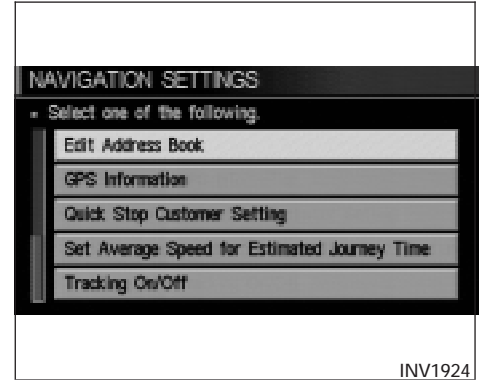 NAVIGATION SETTINGS
Select one of the following.
Edit Address Book
GPS Information
Quick Stop Customer Setting
Set Average Speed for Estimated Journey Time
Tracking On/Off
INV1924